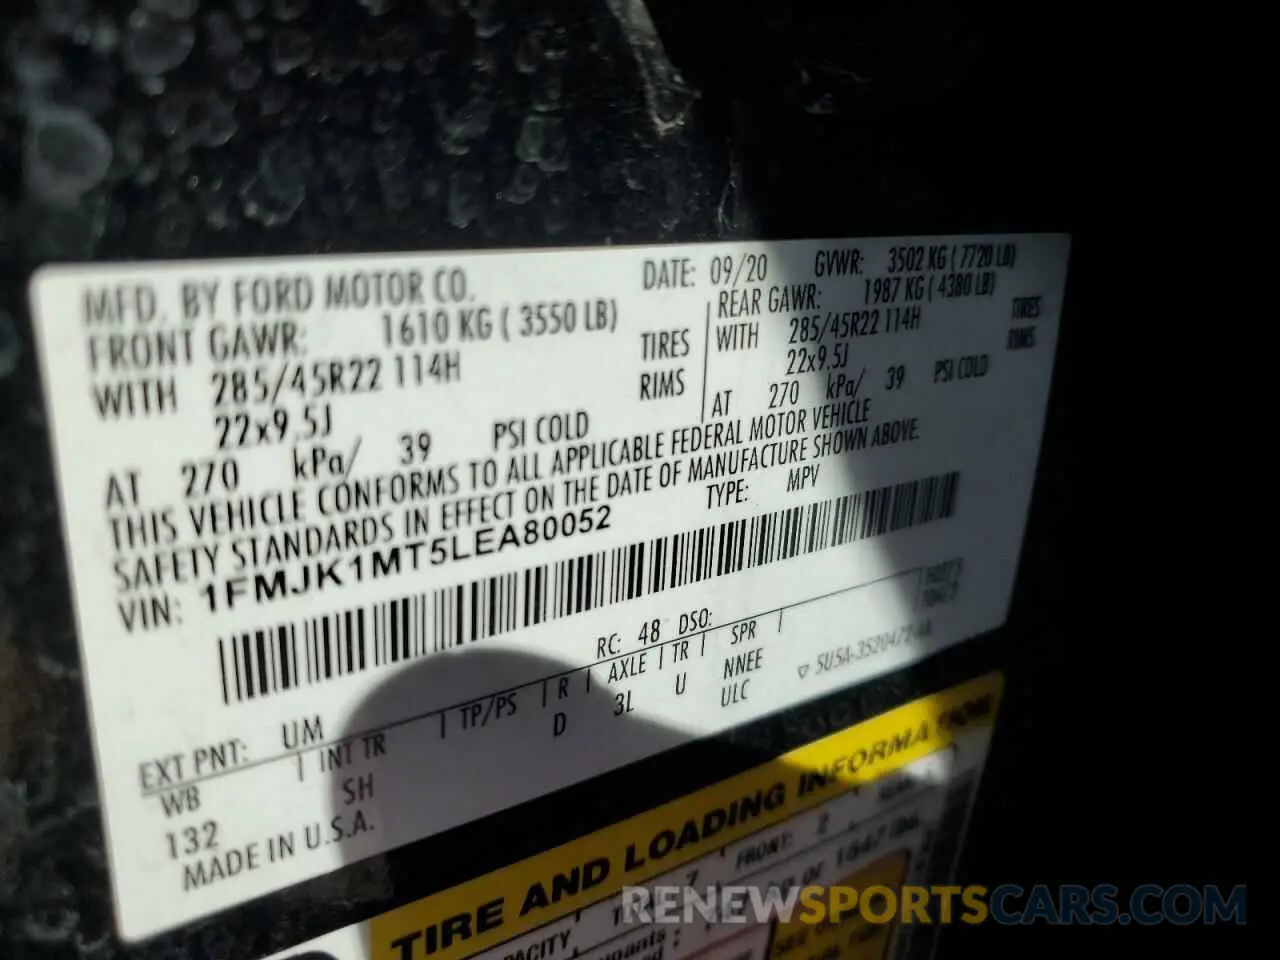 MFD. BY FORD MOTOR CO.
DATE: 09/20 GVWR: 3502 KG ( 7720 LB)
FRONT GAWR: 1610 KG ( 3550 LB)
WITH 285/45R22 114H TIRES
22x9.5J RIMS
AT 270 kPa/ 39 PSI COLD
REAR GAWR: 1987 KG ( 4380 LB)
WITH 285/45R22 114H TIRES
22x9.5J RIMS
AT 270 kPa/ 39 PSI COLD
THIS VEHICLE CONFORMS TO ALL APPLICABLE FEDERAL MOTOR VEHICLE
SAFETY STANDARDS IN EFFECT ON THE DATE OF MANUFACTURE SHOWN ABOVE.
VIN: 1FMJK1MT5LEA80052
TYPE: MPV
EXT PNT: UM RC: 48 DSO:
WB INT TR TP/PS R AXLE TR SPR
132 SH D 3L U NNEE
ULC
MADE IN U.S.A.
TIRE AND LOADING INFORMATION
FRONT: 2
RENEWSPORTSCARS.COM